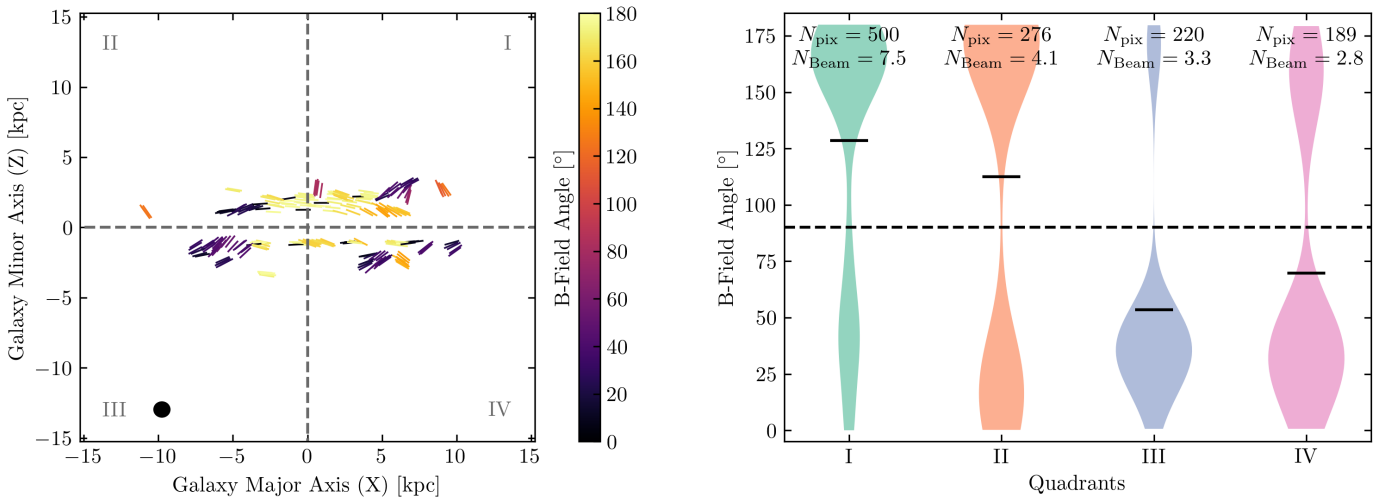 II
I
III
IV
15
10
5
0
−5
−10
−15
−15
−10
−5
0
5
10
15
Galaxy Minor Axis (Z) [kpc]
Galaxy Major Axis (X) [kpc]
180
160
140
120
100
80
60
40
20
0
B-Field Angle [°]
N_pix = 500
N_Beam = 7.5
N_pix = 276
N_Beam = 4.1
N_pix = 220
N_Beam = 3.3
N_pix = 189
N_Beam = 2.8
175
150
125
100
75
50
25
0
B-Field Angle [°]
I
II
III
IV
Quadrants